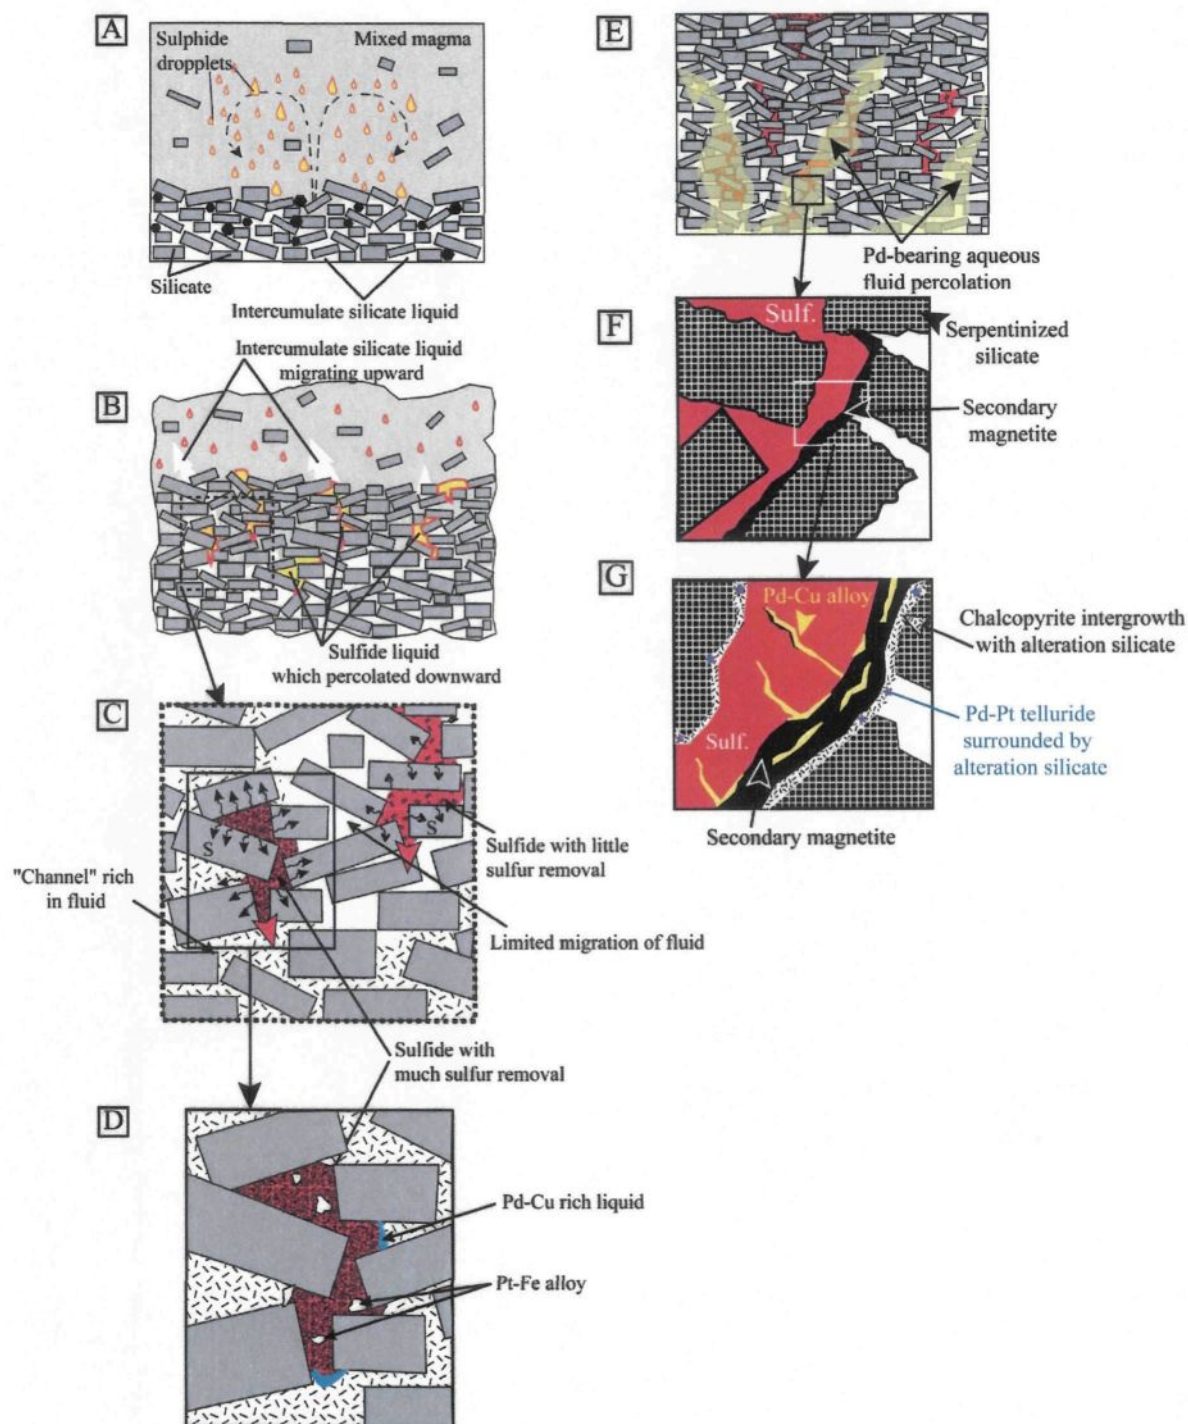 A
Sulphide
dropplets
Mixed magma
Silicate
Intercumulate silicate liquid
Intercumulate silicate liquid
migrating upward
B
Sulfide liquid
which percolated downward
C
S
S
"Channel" rich
in fluid
Sulfide with little
sulfur removal
Limited migration of fluid
Sulfide with
much sulfur removal
D
Pd-Cu rich liquid
Pt-Fe alloy
E
Pd-bearing aqueous
fluid percolation
F
Sulf.
Serpentinized
silicate
Secondary
magnetite
G
Pd-Cu alloy
Chalcopyrite intergrowth
with alteration silicate
Sulf.
Pd-Pt telluride
surrounded by
alteration silicate
Secondary magnetite